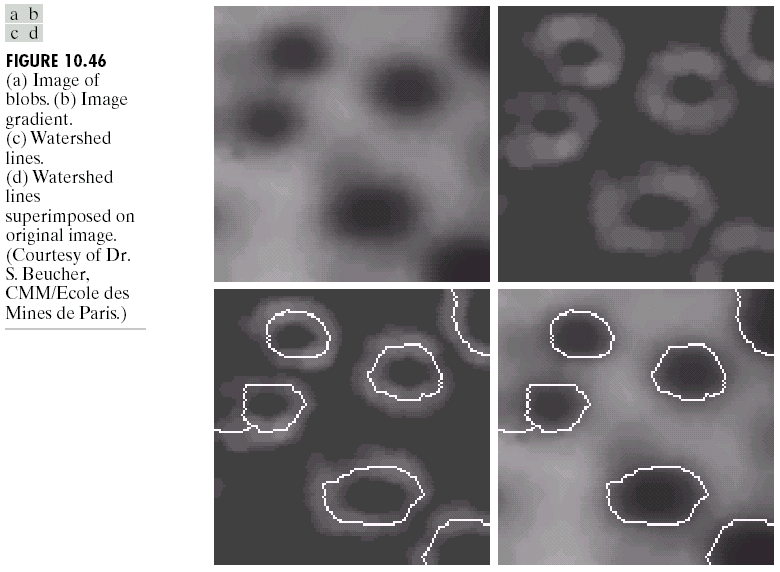 a b
c d
FIGURE 10.46
(a) Image of
blobs. (b) Image
gradient.
(c) Watershed
lines.
(d) Watershed
lines
superimposed on
original image.
(Courtesy of Dr.
S. Beucher,
CMM/Ecole des
Mines de Paris.)